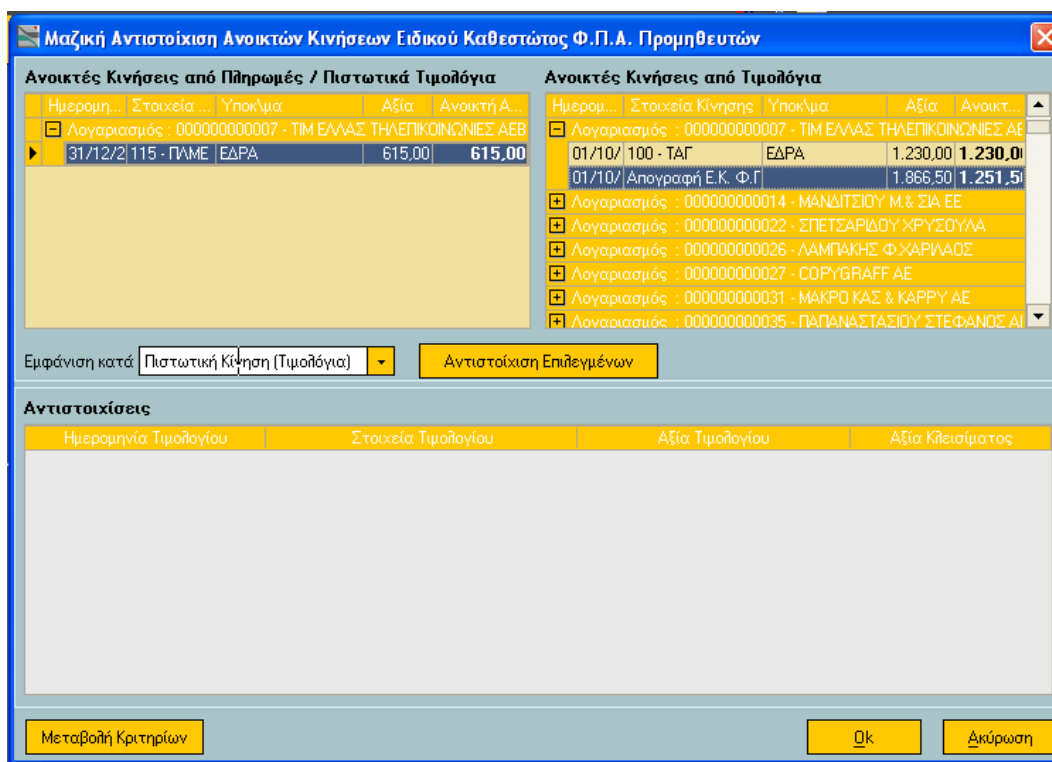 Μαζική Αντιστοίχιση Ανοικτών Κινήσεων Ειδικού Καθεστώτος Φ.Π.Α. Προμηθευτών
Ανοικτές Κινήσεις από Πληρωμές / Πιστωτικά Τιμολόγια
Ημερομη... Στοιχεία ... Υποκ\μα Αξία Ανοικτή Α...
Λογαριασμός : 000000000007 - ΤΙΜ ΕΛΛΑΣ ΤΗΛΕΠΙΚΟΙΝΩΝΙΕΣ ΑΕΒ
31/12/2 115 - ΠΛΜΕ ΕΔΡΑ 615,00 615,00
Ανοικτές Κινήσεις από Τιμολόγια
Ημερομ... Στοιχεία Κίνησης Υποκ\μα Αξία Ανοικτ...
Λογαριασμός : 000000000007 - ΤΙΜ ΕΛΛΑΣ ΤΗΛΕΠΙΚΟΙΝΩΝΙΕΣ ΑΕ
01/10/ 100 - ΤΑΓ ΕΔΡΑ 1.230,00 1.230,0
01/10/ Απογραφή Ε.Κ. Φ.Γ 1.866,50 1.251,5
Λογαριασμός : 000000000014 - ΜΑΝΔΙΤΣΙΟΥ Μ.& ΣΙΑ ΕΕ
Λογαριασμός : 000000000022 - ΣΠΕΤΣΑΡΙΔΟΥ ΧΡΥΣΟΥΛΑ
Λογαριασμός : 000000000026 - ΛΑΜΠΑΚΗΣ Φ.ΧΑΡΙΛΑΟΣ
Λογαριασμός : 000000000027 - COPYGRAFF AE
Λογαριασμός : 000000000031 - ΜΑΚΡΟ ΚΑΣ & ΚΑΡΡΥ ΑΕ
Λογαριασμός : 000000000035 - ΠΑΠΑΝΑΣΤΑΣΙΟΥ ΣΤΕΦΑΝΟΣ ΑΙ
Εμφάνιση κατά Πιστωτική Κίνηση (Τιμολόγια) Αντιστοίχιση Επιλεγμένων
Αντιστοιχίσεις
Ημερομηνία Τιμολογίου Στοιχεία Τιμολογίου Αξία Τιμολογίου Αξία Κλεισίματος
Μεταβολή Κριτηρίων Ok Ακύρωση